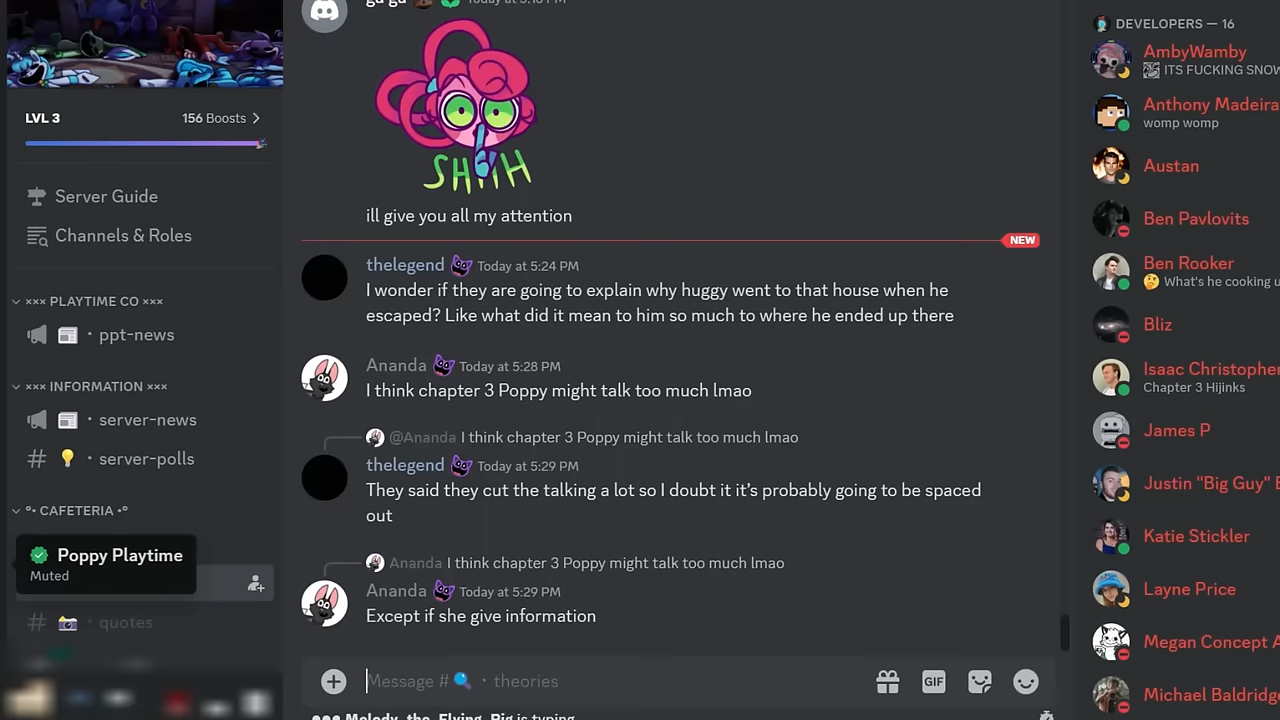 LVL 3
156 Boosts
Server Guide
Channels & Roles
××× PLAYTIME CO ×××
ppt-news
××× INFORMATION ×××
server-news
server-polls
°• CAFETERIA •°
Poppy Playtime
Muted
quotes
Today at
SHHH
ill give you all my attention
NEW
thelegend Today at 5:24 PM
I wonder if they are going to explain why huggy went to that house when he
escaped? Like what did it mean to him so much to where he ended up there
Ananda Today at 5:28 PM
I think chapter 3 Poppy might talk too much lmao
@Ananda I think chapter 3 Poppy might talk too much lmao
thelegend Today at 5:29 PM
They said they cut the talking a lot so I doubt it it’s probably going to be spaced
out
Ananda I think chapter 3 Poppy might talk too much lmao
Ananda Today at 5:29 PM
Except if she give information
Message # • theories
GIF
Melody_the_Flying_Pig is typing
DEVELOPERS — 16
AmbyWamby
ITS FUCKING SNOW
Anthony Madeira
womp womp
Austan
Ben Pavlovits
Ben Rooker
What's he cooking u
Bliz
Isaac Christopher
Chapter 3 Hijinks
James P
Justin "Big Guy" B
Katie Stickler
Layne Price
Megan Concept A
Michael Baldridg